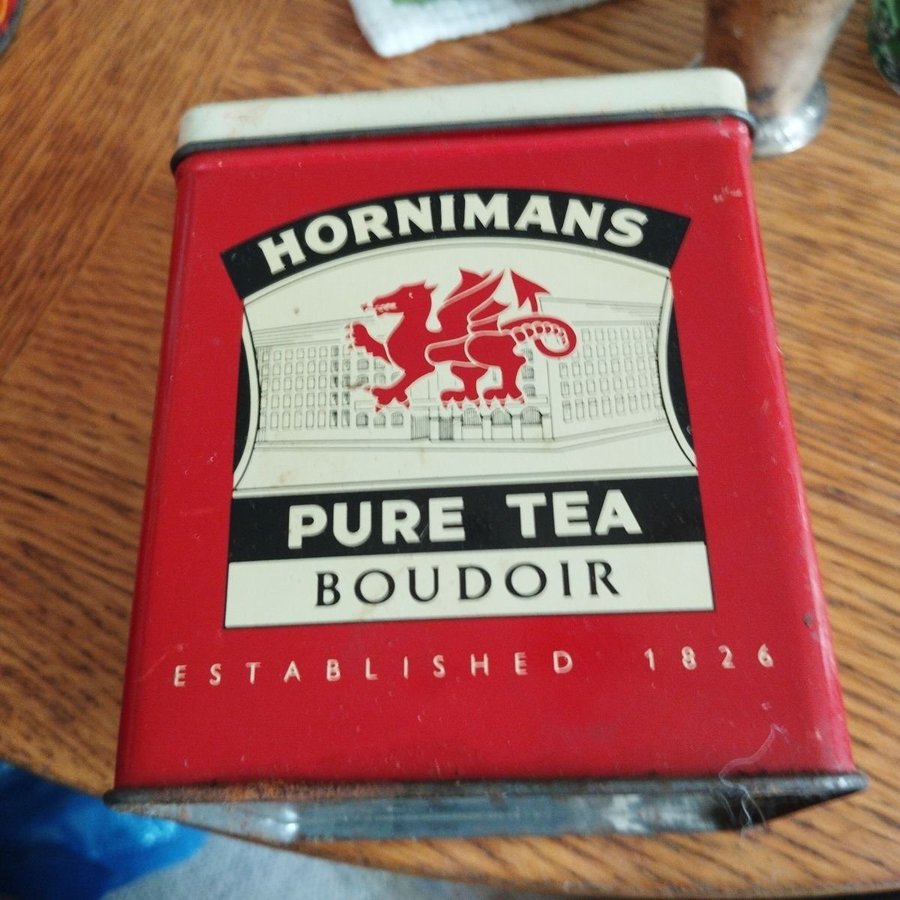 HORNIMANS
PURE TEA
BOUDOIR
ESTABLISHED 1826